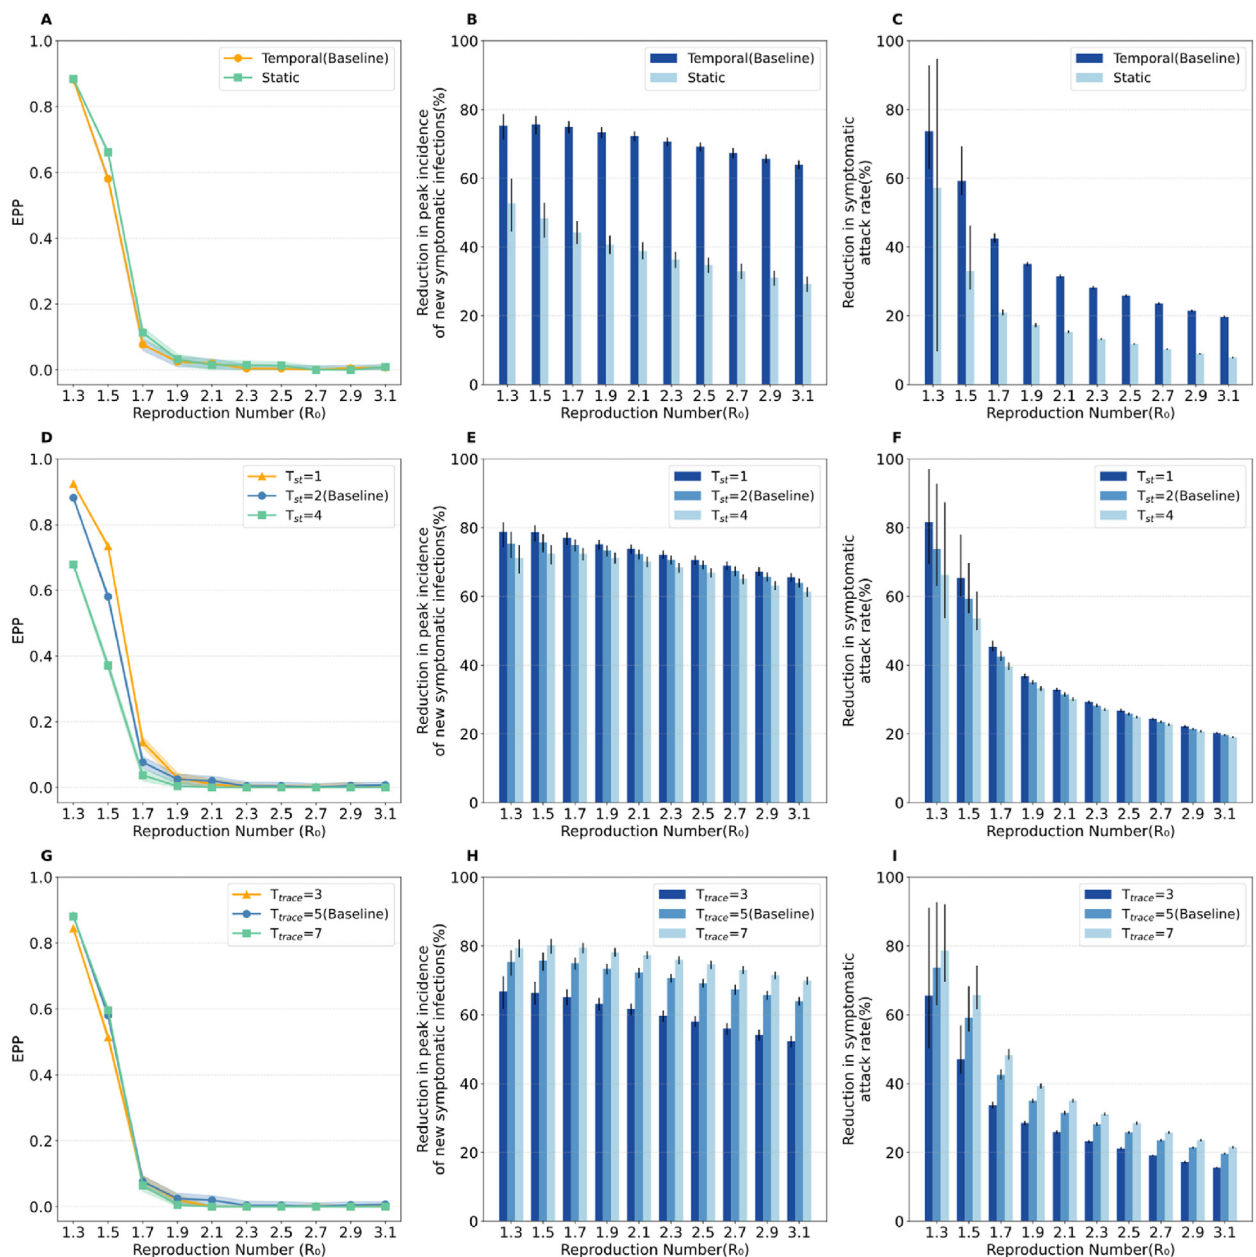 A
EPP
1.0
0.8
0.6
0.4
0.2
0.0
Temporal(Baseline)
Static
1.3 1.5 1.7 1.9 2.1 2.3 2.5 2.7 2.9 3.1
Reproduction Number(R₀)
B
Reduction in peak incidence
of new symptomatic infections(%)
100
80
60
40
20
0
Temporal(Baseline)
Static
1.3 1.5 1.7 1.9 2.1 2.3 2.5 2.7 2.9 3.1
Reproduction Number(R₀)
C
Reduction in symptomatic
attack rate(%)
100
80
60
40
20
0
Temporal(Baseline)
Static
1.3 1.5 1.7 1.9 2.1 2.3 2.5 2.7 2.9 3.1
Reproduction Number(R₀)
D
EPP
1.0
0.8
0.6
0.4
0.2
0.0
Tst=1
Tst=2(Baseline)
Tst=4
1.3 1.5 1.7 1.9 2.1 2.3 2.5 2.7 2.9 3.1
Reproduction Number(R₀)
E
Reduction in peak incidence
of new symptomatic infections(%)
100
80
60
40
20
0
Tst=1
Tst=2(Baseline)
Tst=4
1.3 1.5 1.7 1.9 2.1 2.3 2.5 2.7 2.9 3.1
Reproduction Number(R₀)
F
Reduction in symptomatic
attack rate(%)
100
80
60
40
20
0
Tst=1
Tst=2(Baseline)
Tst=4
1.3 1.5 1.7 1.9 2.1 2.3 2.5 2.7 2.9 3.1
Reproduction Number(R₀)
G
EPP
1.0
0.8
0.6
0.4
0.2
0.0
Ttrace=3
Ttrace=5(Baseline)
Ttrace=7
1.3 1.5 1.7 1.9 2.1 2.3 2.5 2.7 2.9 3.1
Reproduction Number(R₀)
H
Reduction in peak incidence
of new symptomatic infections(%)
100
80
60
40
20
0
Ttrace=3
Ttrace=5(Baseline)
Ttrace=7
1.3 1.5 1.7 1.9 2.1 2.3 2.5 2.7 2.9 3.1
Reproduction Number(R₀)
I
Reduction in symptomatic
attack rate(%)
100
80
60
40
20
0
Ttrace=3
Ttrace=5(Baseline)
Ttrace=7
1.3 1.5 1.7 1.9 2.1 2.3 2.5 2.7 2.9 3.1
Reproduction Number(R₀)